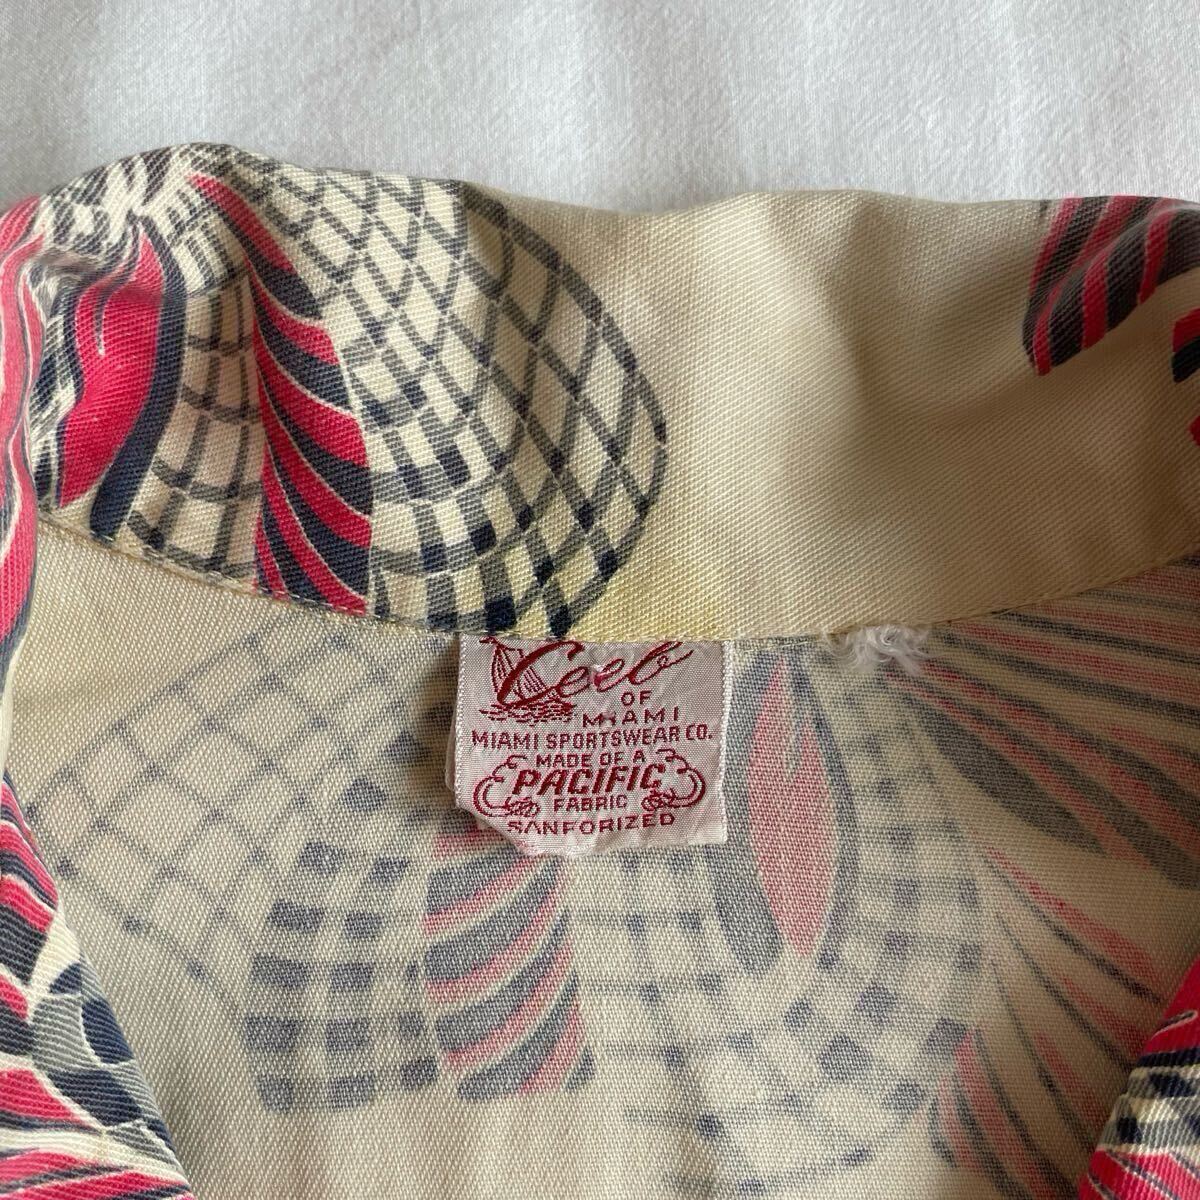 Ceeb
OF
MIAMI
MIAMI SPORTSWEAR CO.
MADE OF A
PACIFIC
FABRIC
SANFORIZED